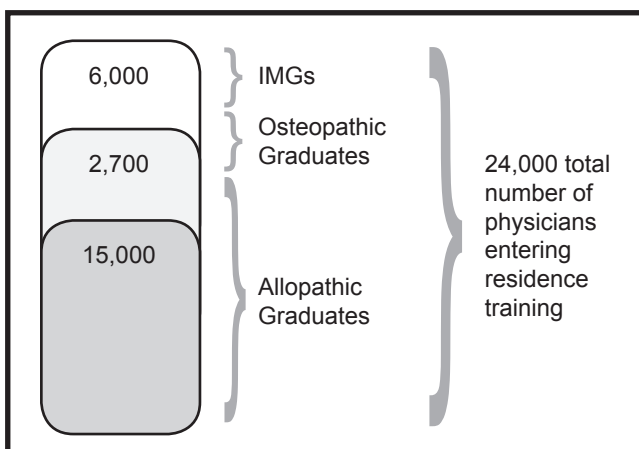 6,000
IMGs
Osteopathic
Graduates
2,700
15,000
Allopathic
Graduates
24,000 total
number of
physicians
entering
residence
training